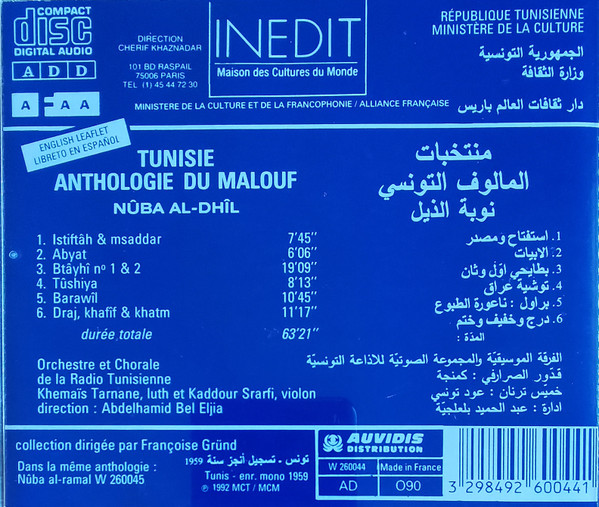 COMPACT
disc
DIGITAL AUDIO
A D D
A-AA
DIRECTION
CHERIF KHAZNADAR
101 BD RASPAIL
75006 PARIS
TEL (1) 45 44 72 30
INEDIT
Maison des Cultures du Monde
MINISTERE DE LA CULTURE ET DE LA FRANCOPHONIE / ALLIANCE FRANÇAISE
RÉPUBLIQUE TUNISIENNE
MINISTÈRE DE LA CULTURE
الجمهورية التونسية
وزارة الثقافة
دار ثقافات العالم باريس
ENGLISH LEAFLET
LIBRETO EN ESPAÑOL
TUNISIE
ANTHOLOGIE DU MALOUF
NÛBA AL-DHÎL
1. Istiftâh & msaddar 7'45''
2. Abyat 6'06''
3. Btâyhî nº 1 & 2 19'09''
4. Tûshiya 8'13''
5. Barawîl 10'45''
6. Draj, khafîf & khatm 11'17''
durée totale 63'21''
منتخبات
المالوف التونسي
نوبة الذيل
1. استفتاح ومصدر
2. الابيات
3. بطايحي اوّل وثان
4. توشية عراق
5. براول : ناعورة الطبوع
6. درج وخفيف وختم
المدّة :
Orchestre et Chorale
de la Radio Tunisienne
Khemaïs Tarnane, luth et Kaddour Srarfi, violon
direction : Abdelhamid Bel Eljia
الفرقة الموسيقيّة والمجموعة الصوتيّة للاذاعة التونسيّة
قدّور الصرارفي : كمنجة
خميس ترنان : عود تونسي
ادارة : عبد الحميد بلعلجيّة
collection dirigée par Françoise Gründ
Dans la même anthologie :
Nûba al-ramal W 260045
تونس - تسجيل أنجز سنة 1959
Tunis - enr. mono 1959
℗ 1992 MCT / MCM
AUVIDIS
DISTRIBUTION
W 260044 Made in France
AD O90
3 298492 600441